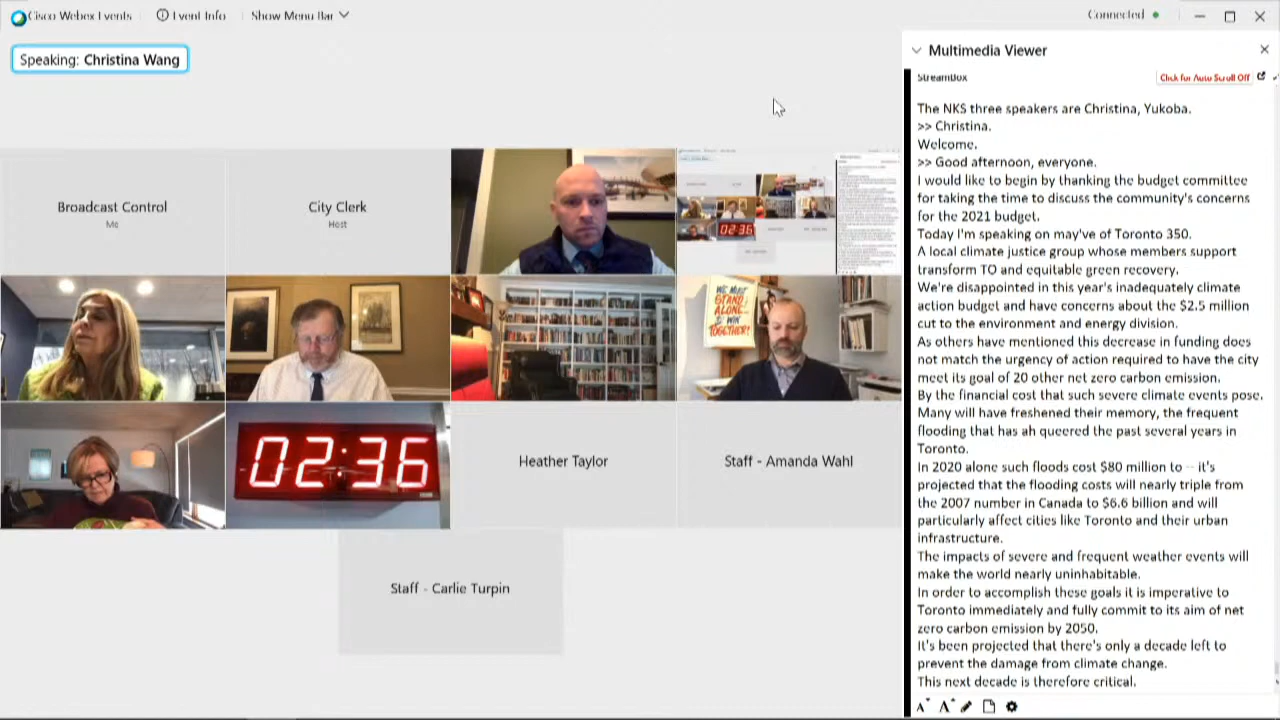 Cisco Webex Events
Event Info
Show Menu Bar
Connected
Speaking: Christina Wang
Multimedia Viewer
StreamBox
Click for Auto Scroll Off
Broadcast Control
Me
City Clerk
Host
WE MUST
STAND
ALONE...
WIN
TOGETHER!
02:36
02:36
Heather Taylor
Staff - Amanda Wahl
Staff - Carlie Turpin
The NKS three speakers are Christina, Yukoba.
>> Christina.
Welcome.
>> Good afternoon, everyone.
I would like to begin by thanking the budget committee
for taking the time to discuss the community's concerns
for the 2021 budget.
Today I'm speaking on may've of Toronto 350.
A local climate justice group whose members support
transform TO and equitable green recovery.
We're disappointed in this year's inadequately climate
action budget and have concerns about the $2.5 million
cut to the environment and energy division.
As others have mentioned this decrease in funding does
not match the urgency of action required to have the city
meet its goal of 20 other net zero carbon emission.
By the financial cost that such severe climate events pose.
Many will have freshened their memory, the frequent
flooding that has ah queered the past several years in
Toronto.
In 2020 alone such floods cost $80 million to -- it's
projected that the flooding costs will nearly triple from
the 2007 number in Canada to $6.6 billion and will
particularly affect cities like Toronto and their urban
infrastructure.
The impacts of severe and frequent weather events will
make the world nearly uninhabitable.
In order to accomplish these goals it is imperative to
Toronto immediately and fully commit to its aim of net
zero carbon emission by 2050.
It's been projected that there's only a decade left to
prevent the damage from climate change.
This next decade is therefore critical.